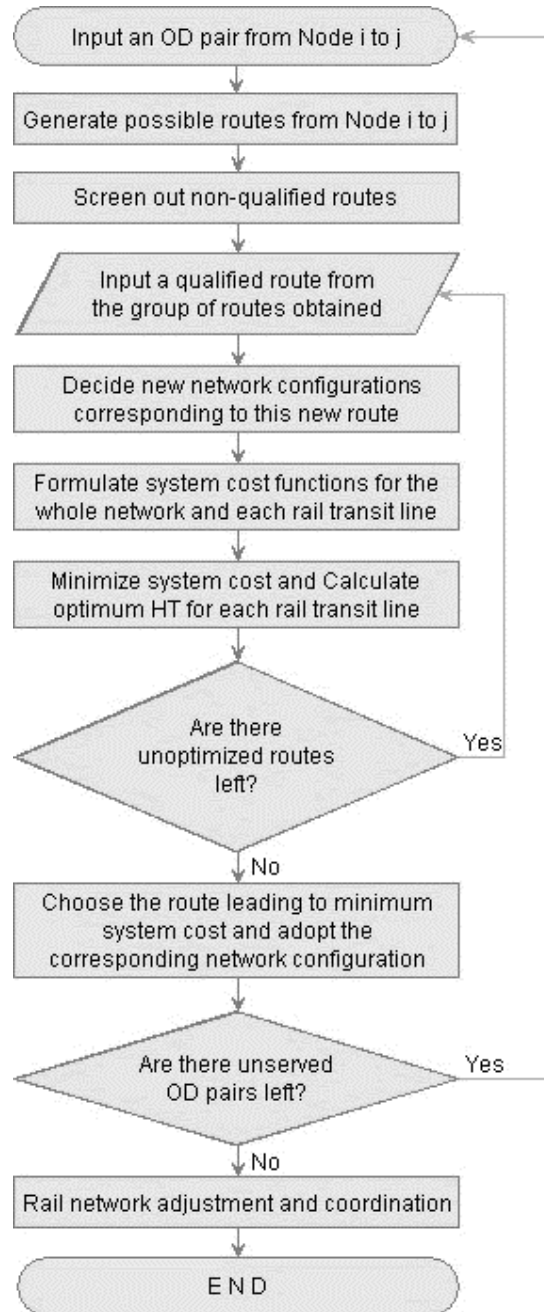 Input an OD pair from Node i to j
Generate possible routes from Node i to j
Screen out non-qualified routes
Input a qualified route from
the group of routes obtained
Decide new network configurations
corresponding to this new route
Formulate system cost functions for the
whole network and each rail transit line
Minimize system cost and Calculate
optimum HT for each rail transit line
Are there
unoptimized routes
left?
Yes
No
Choose the route leading to minimum
system cost and adopt the
corresponding network configuration
Are there unserved
OD pairs left?
Yes
No
Rail network adjustment and coordination
E N D